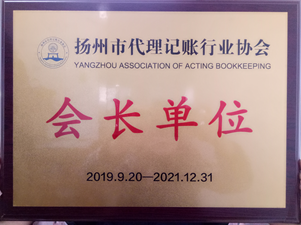 扬州市代理记账行业协会
YANGZHOU ASSOCIATION OF ACTING BOOKKEEPING
会长单位
2019.9.20—2021.12.31